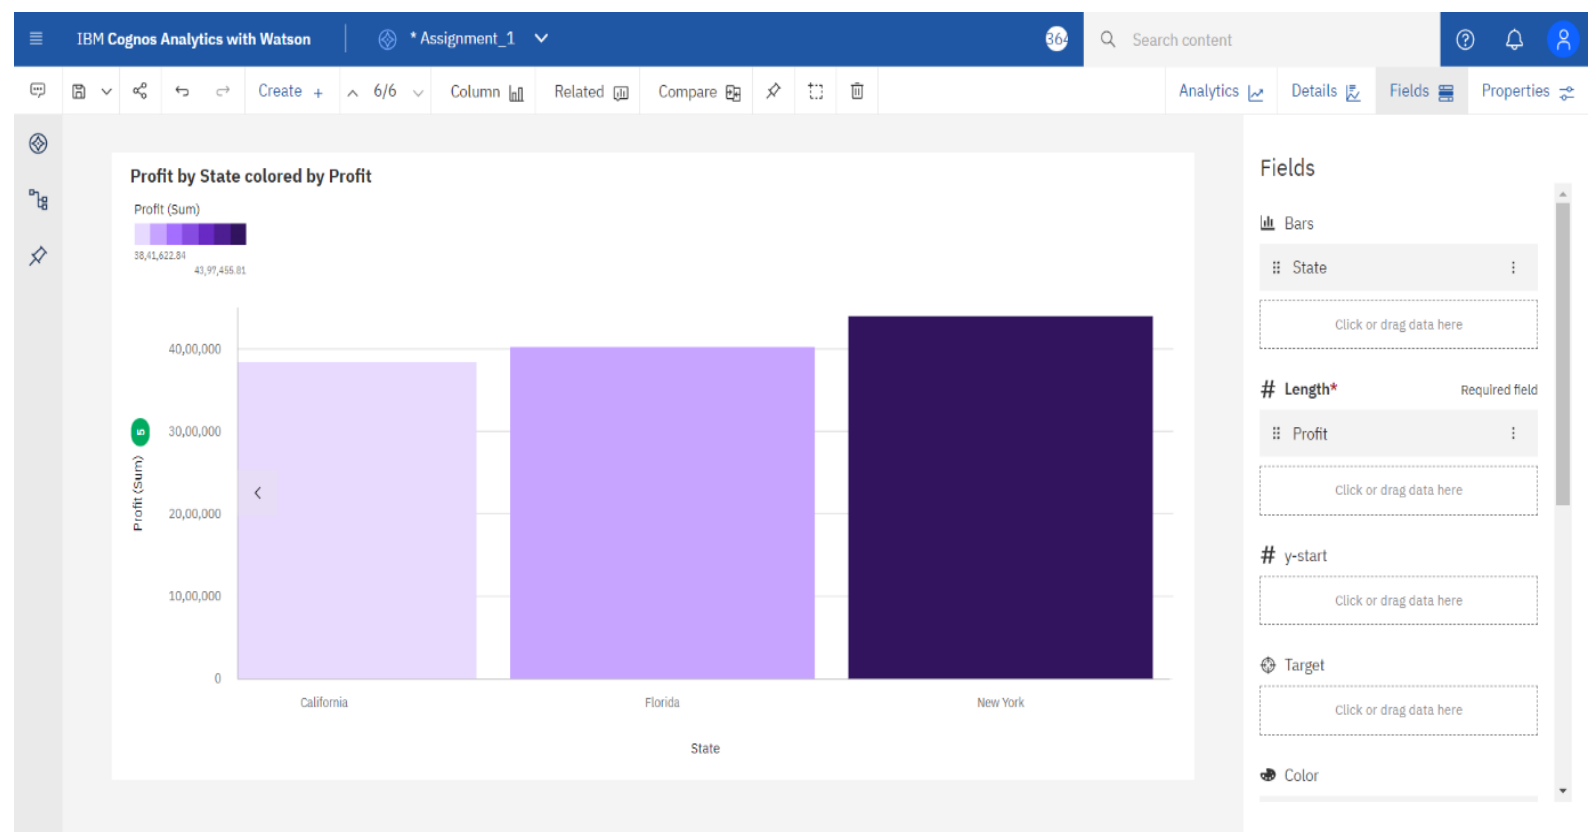 IBM Cognos Analytics with Watson
* Assignment_1
364
Search content
Create +
6/6
Column
Related
Compare
Analytics
Details
Fields
Properties
Profit by State colored by Profit
Profit (Sum)
38,41,622.84
43,97,455.81
40,00,000
30,00,000
20,00,000
10,00,000
0
Profit (Sum)
5
California
Florida
New York
State
Fields
Bars
State
Click or drag data here
# Length*
Required field
Profit
Click or drag data here
# y-start
Click or drag data here
Target
Click or drag data here
Color